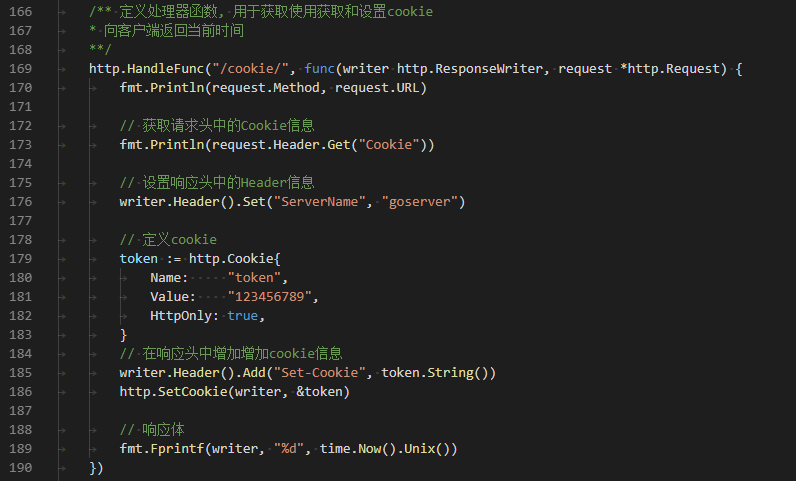 166 /** 定义处理器函数, 用于获取使用获取和设置cookie
167 * 向客户端返回当前时间
168 **/
169 http.HandleFunc("/cookie/", func(writer http.ResponseWriter, request *http.Request) {
170 fmt.Println(request.Method, request.URL)
171
172 // 获取请求头中的Cookie信息
173 fmt.Println(request.Header.Get("Cookie"))
174
175 // 设置响应头中的Header信息
176 writer.Header().Set("ServerName", "goserver")
177
178 // 定义cookie
179 token := http.Cookie{
180 Name: "token",
181 Value: "123456789",
182 HttpOnly: true,
183 }
184 // 在响应头中增加增加cookie信息
185 writer.Header().Add("Set-Cookie", token.String())
186 http.SetCookie(writer, &token)
187
188 // 响应体
189 fmt.Fprintf(writer, "%d", time.Now().Unix())
190 })